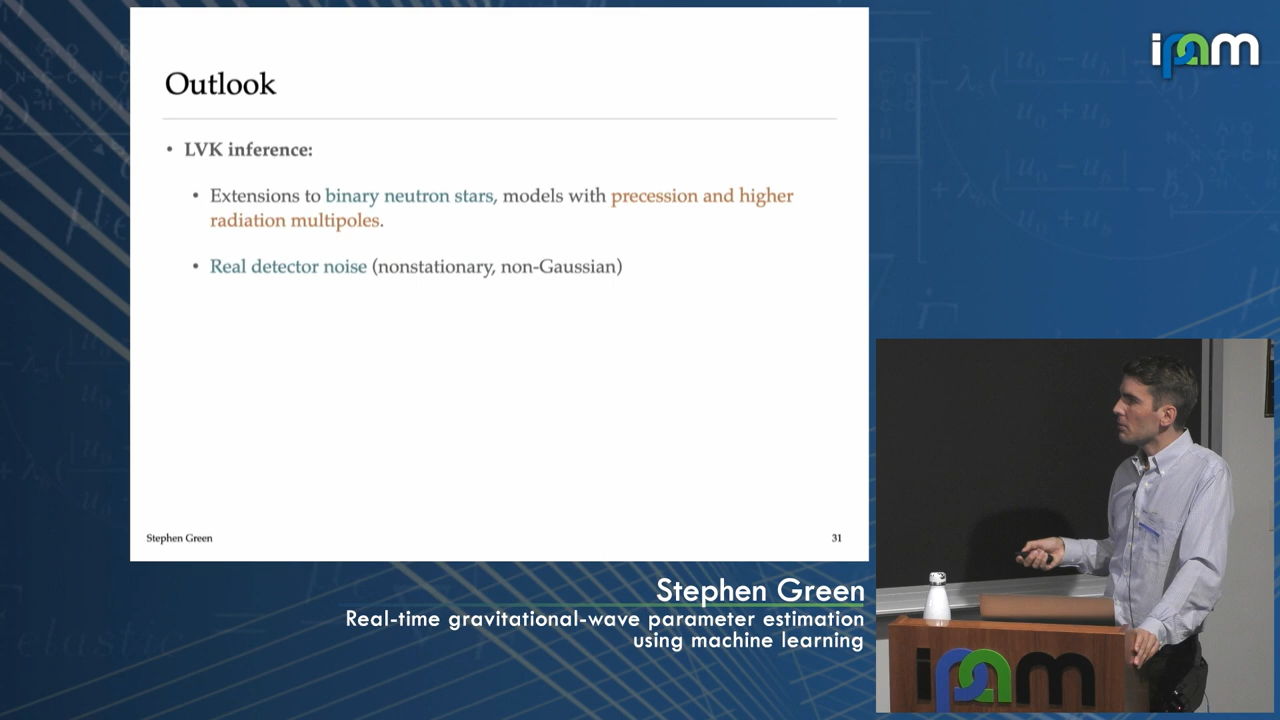 ipam
Outlook
• LVK inference:
• Extensions to binary neutron stars, models with precession and higher
radiation multipoles.
• Real detector noise (nonstationary, non-Gaussian)
Stephen Green
31
Stephen Green
Real-time gravitational-wave parameter estimation
using machine learning
ipam